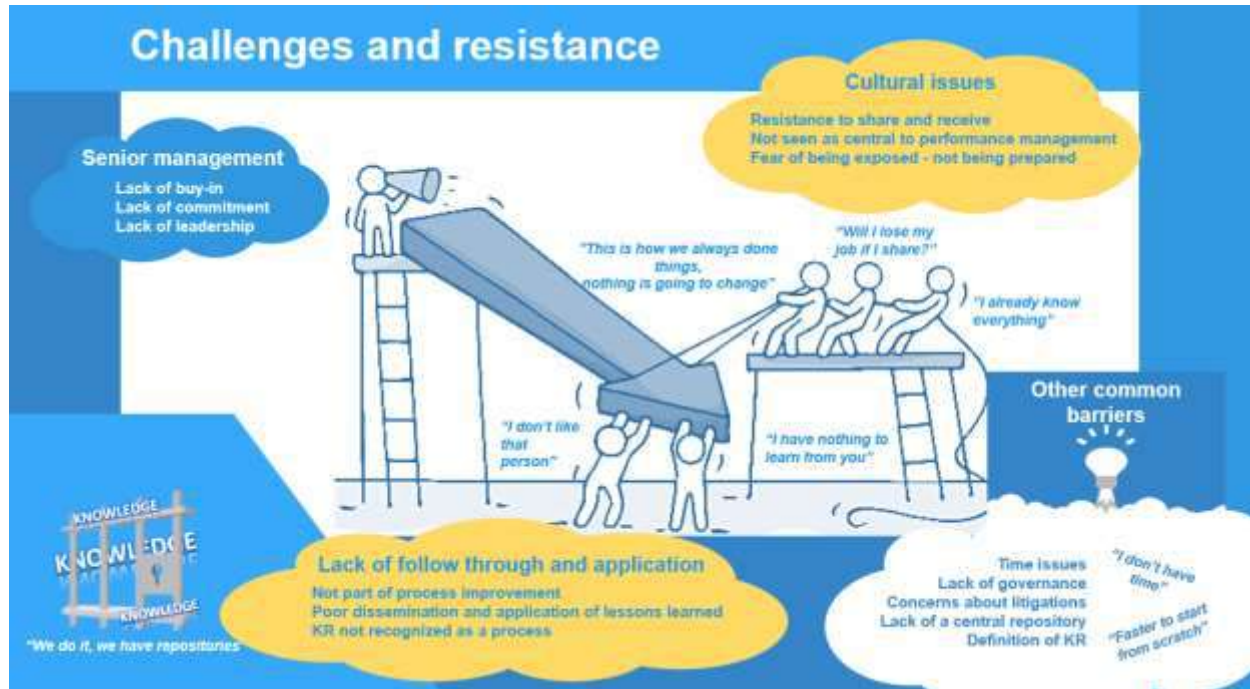 Challenges and resistance
Cultural issues
Resistance to share and receive
Not seen as central to performance management
Fear of being exposed - not being prepared
Senior management
Lack of buy-in
Lack of commitment
Lack of leadership
"This is how we always done
things,
nothing is going to change"
"Will I lose my
job if I share?"
"I already know
everything"
"I don't like
that
person"
"I have nothing to
learn from you"
Other common
barriers
Time issues
Lack of governance
Concerns about litigations
Lack of a central repository
Definition of KR
"I don't have
time"
"Faster to start
from scratch"
Lack of follow through and application
Not part of process improvement
Poor dissemination and application of lessons learned
KR not recognized as a process
KNOWLEDGE
KNOWLEDGE
KNOWLEDGE
"We do it, we have repositories